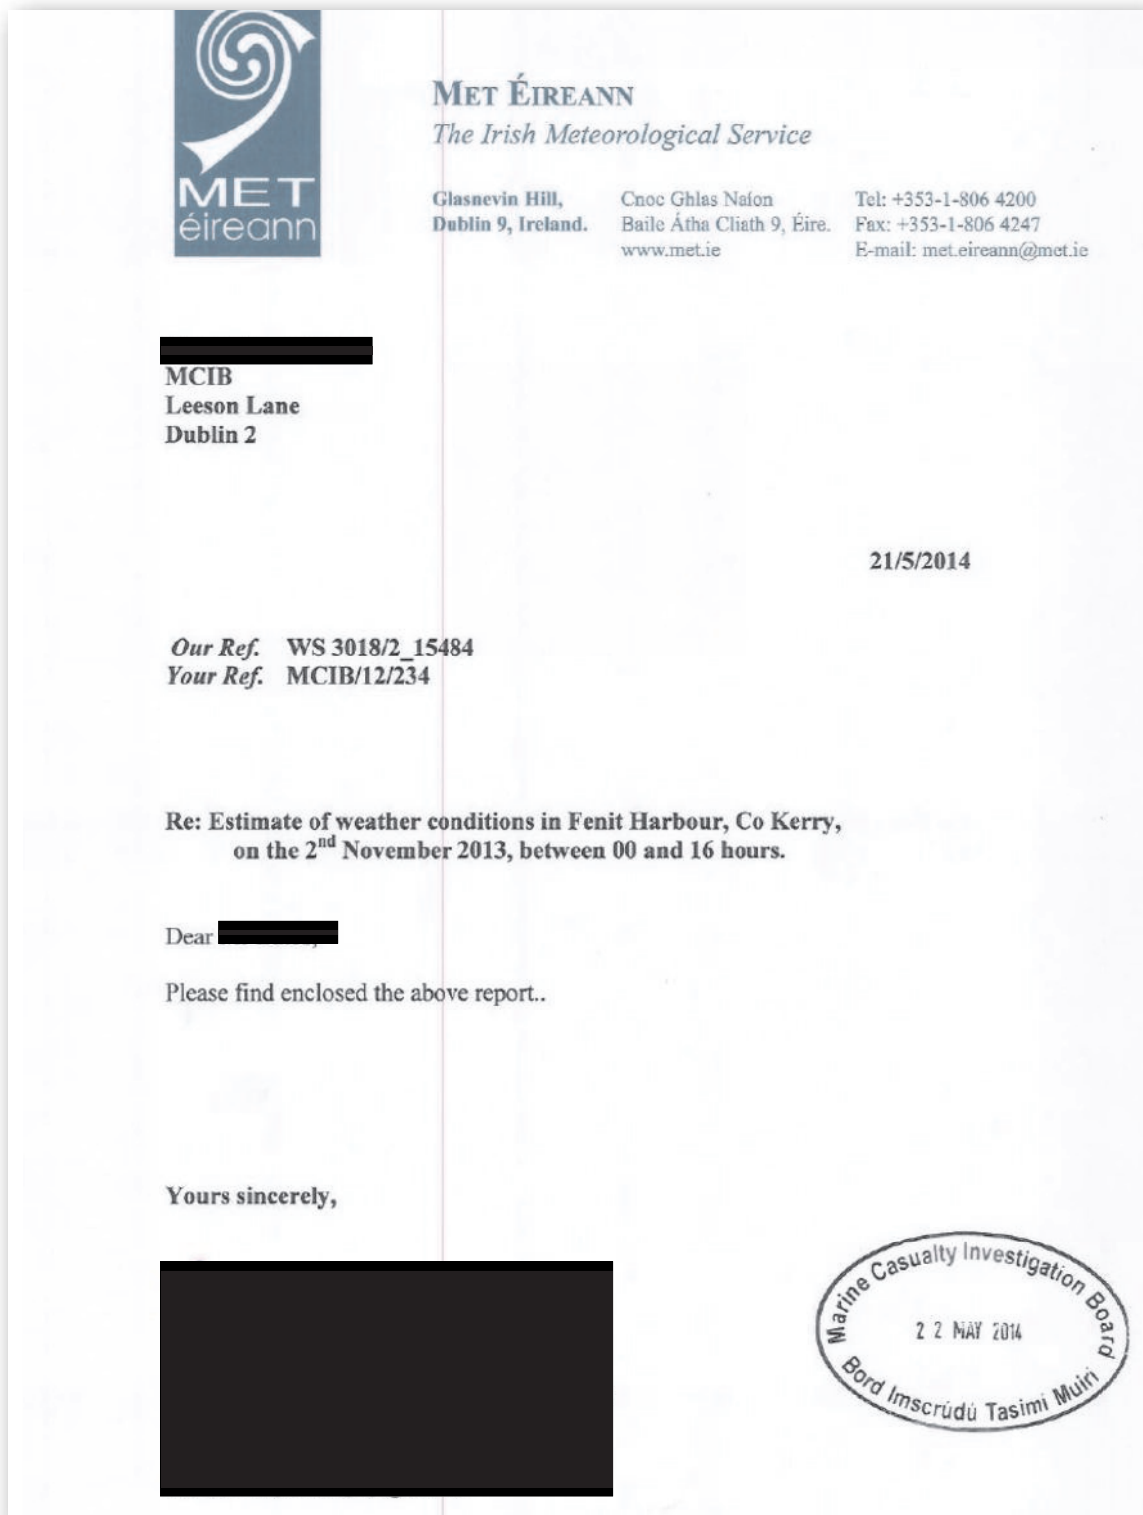 MET
éireann
MET ÉIREANN
The Irish Meteorological Service
Glasnevin Hill,
Dublin 9, Ireland.
Cnoc Ghlas Naíon
Baile Átha Cliath 9, Éire.
www.met.ie
Tel: +353-1-806 4200
Fax: +353-1-806 4247
E-mail: met.eireann@met.ie
MCIB
Leeson Lane
Dublin 2
21/5/2014
Our Ref. WS 3018/2_15484
Your Ref. MCIB/12/234
Re: Estimate of weather conditions in Fenit Harbour, Co Kerry,
on the 2nd November 2013, between 00 and 16 hours.
Dear
Please find enclosed the above report..
Yours sincerely,
Marine Casualty Investigation Board
22 MAY 2014
Bord Imscrúdú Tasimí Muirí